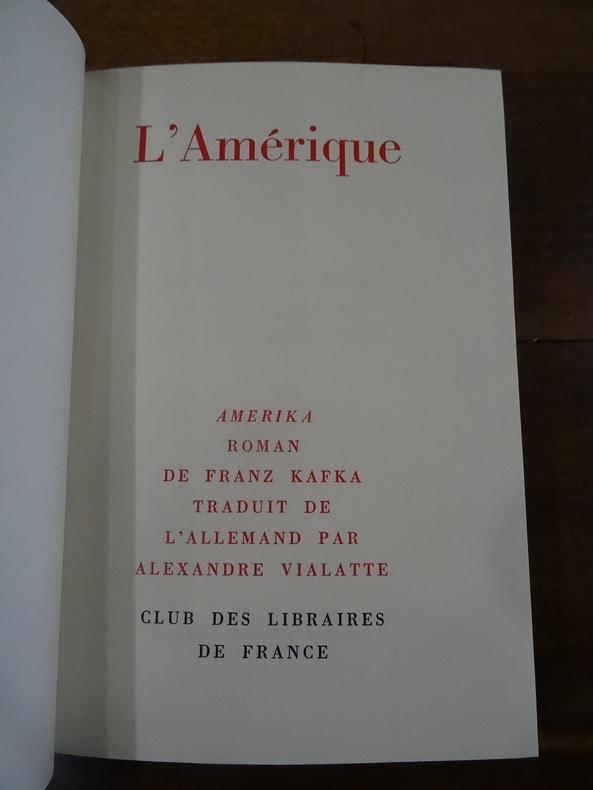 L'Amérique
AMERIKA
ROMAN
DE FRANZ KAFKA
TRADUIT DE
L'ALLEMAND PAR
ALEXANDRE VIALATTE
CLUB DES LIBRAIRES
DE FRANCE